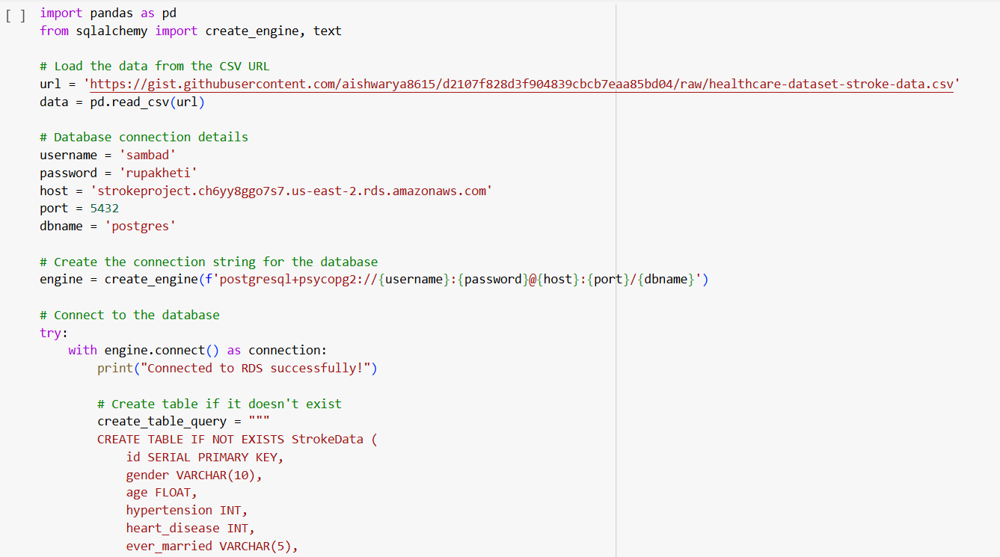 [ ] import pandas as pd
from sqlalchemy import create_engine, text
# Load the data from the CSV URL
url = 'https://gist.githubusercontent.com/aishwarya8615/d2107f828d3f904839cbcb7eaa85bd04/raw/healthcare-dataset-stroke-data.csv'
data = pd.read_csv(url)
# Database connection details
username = 'sambad'
password = 'rupakheti'
host = 'strokeproject.ch6yy8ggo7s7.us-east-2.rds.amazonaws.com'
port = 5432
dbname = 'postgres'
# Create the connection string for the database
engine = create_engine(f'postgresql+psycopg2://{username}:{password}@{host}:{port}/{dbname}')
# Connect to the database
try:
    with engine.connect() as connection:
        print("Connected to RDS successfully!")
        # Create table if it doesn't exist
        create_table_query = """
        CREATE TABLE IF NOT EXISTS StrokeData (
            id SERIAL PRIMARY KEY,
            gender VARCHAR(10),
            age FLOAT,
            hypertension INT,
            heart_disease INT,
            ever_married VARCHAR(5),